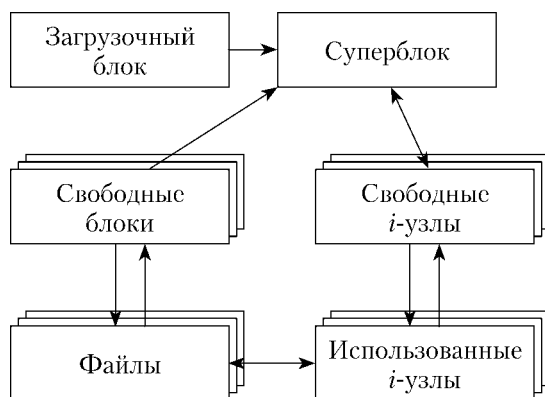 Загрузочный
блок
Суперблок
Свободные
блоки
Свободные
i-узлы
Файлы
Использованные
i-узлы